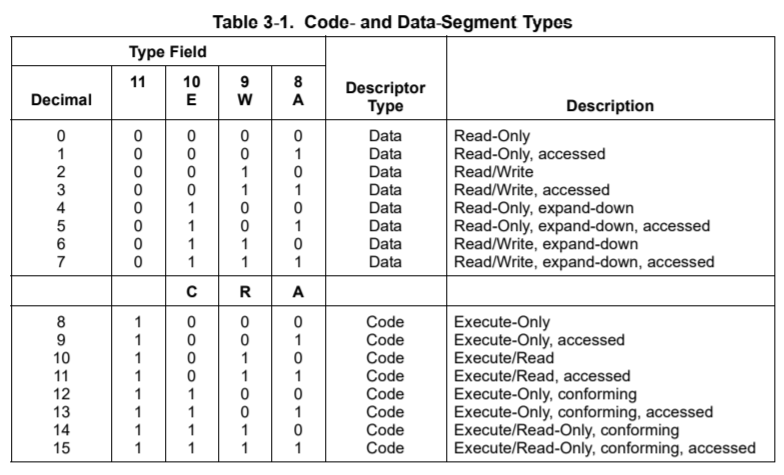 Table 3-1. Code- and Data-Segment Types
Type Field
Decimal 11 10 9 8 Descriptor Type Description
E W A
0 0 0 0 0 Data Read-Only
1 0 0 0 1 Data Read-Only, accessed
2 0 0 1 0 Data Read/Write
3 0 0 1 1 Data Read/Write, accessed
4 0 1 0 0 Data Read-Only, expand-down
5 0 1 0 1 Data Read-Only, expand-down, accessed
6 0 1 1 0 Data Read/Write, expand-down
7 0 1 1 1 Data Read/Write, expand-down, accessed
C R A
8 1 0 0 0 Code Execute-Only
9 1 0 0 1 Code Execute-Only, accessed
10 1 0 1 0 Code Execute/Read
11 1 0 1 1 Code Execute/Read, accessed
12 1 1 0 0 Code Execute-Only, conforming
13 1 1 0 1 Code Execute-Only, conforming, accessed
14 1 1 1 0 Code Execute/Read-Only, conforming
15 1 1 1 1 Code Execute/Read-Only, conforming, accessed